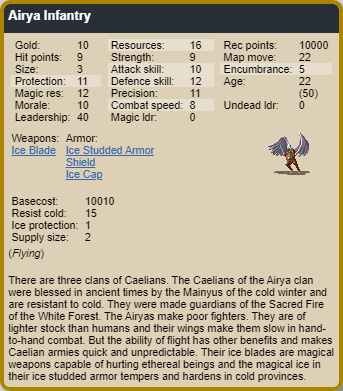 Airya Infantry
Gold: 10 Resources: 16 Rec points: 10000
Hit points: 9 Strength: 9 Map move: 22
Size: 3 Attack skill: 10 Encumbrance: 5
Protection: 11 Defence skill: 12 Age: 22
Magic res: 12 Precision: 11 (50)
Morale: 10 Combat speed: 8 Undead ldr: 0
Leadership: 40 Magic ldr: 0
Weapons: Armor:
Ice Blade Ice Studded Armor
Shield
Ice Cap
Basecost: 10010
Resist cold: 15
Ice protection: 1
Supply size: 2
(Flying)
There are three clans of Caelians. The Caelians of the Airya clan
were blessed in ancient times by the Mainyus of the cold winter and
are resistant to cold. They were made guardians of the Sacred Fire
of the White Forest. The Airyas make poor fighters. They are of
lighter stock than humans and their wings make them slow in hand-
to-hand combat. But the ability of flight has other benefits and makes
Caelian armies quick and unpredictable. Their ice blades are magical
weapons capable of hurting ethereal beings and the magical ice in
their ice studded armor tempers and hardens in cold provinces.